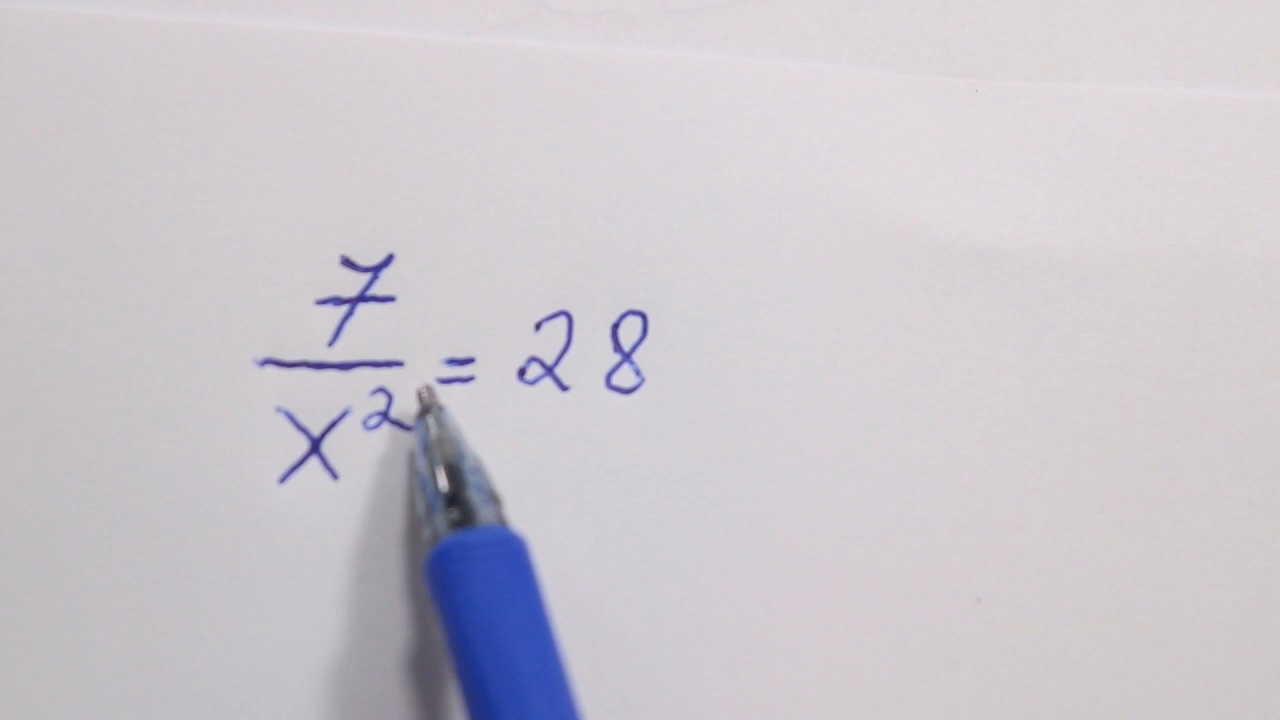 7/x² = 28